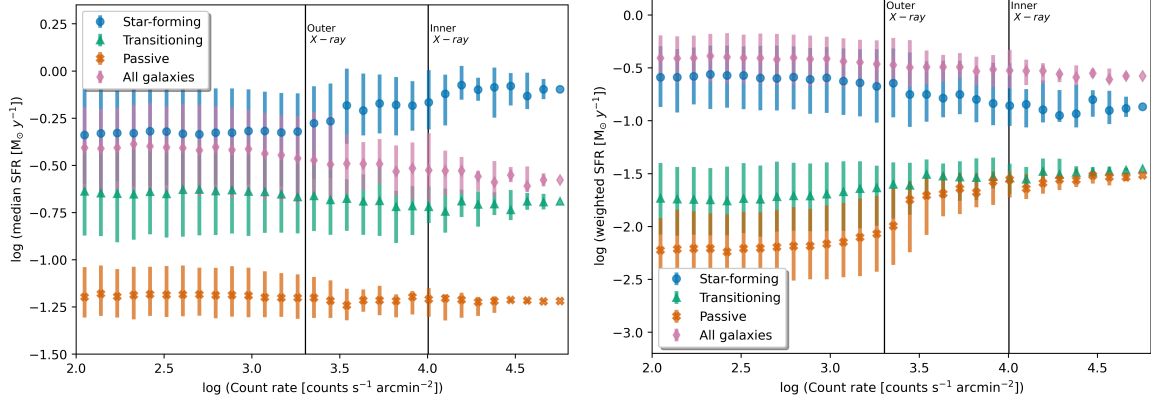 Outer
X − ray
Inner
X − ray
Star-forming
Transitioning
Passive
All galaxies
0.25
0.00
−0.25
−0.50
−0.75
−1.00
−1.25
−1.50
log (median SFR [M⊙ y⁻¹])
2.0 2.5 3.0 3.5 4.0 4.5
log (Count rate [counts s⁻¹ arcmin⁻²])
Outer
X − ray
Inner
X − ray
0.0
−0.5
−1.0
−1.5
−2.0
−2.5
−3.0
log (weighted SFR [M⊙ y⁻¹])
Star-forming
Transitioning
Passive
All galaxies
2.0 2.5 3.0 3.5 4.0 4.5
log (Count rate [counts s⁻¹ arcmin⁻²])